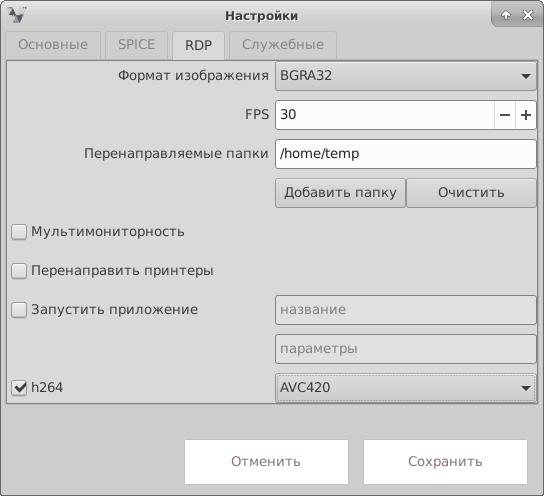 Настройки
Основные SPICE RDP Служебные
Формат изображения BGRA32
FPS 30
Перенаправляемые папки /home/temp
Добавить папку Очистить
Мультимониторность
Перенаправить принтеры
Запустить приложение название
параметры
h264 AVC420
Отменить Сохранить